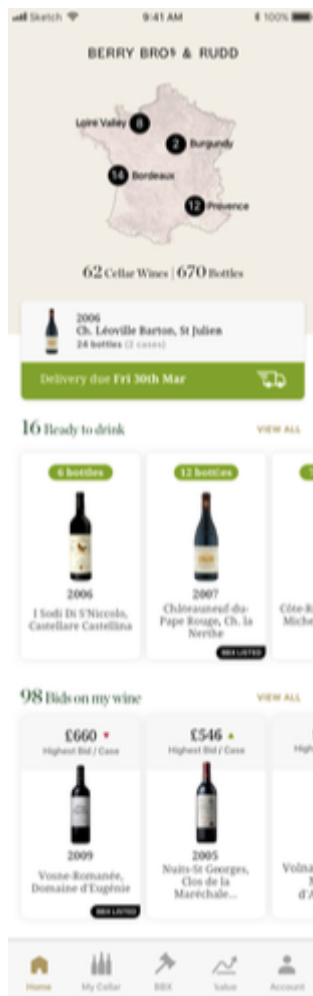 Sketch 9:41 AM 100%
BERRY BROS & RUDD
Loire Valley 8
2 Burgundy
14 Bordeaux
12 Provence
62 Cellar Wines | 670 Bottles
2006
Ch. Léoville Barton, St Julien
24 bottles (2 cases)
Delivery due Fri 30th Mar
16 Ready to drink VIEW ALL
6 bottles 12 bottles
2006
I Sodi Di S'Niccolo,
Castellare Castellina
2007
Châteauneuf-du-
Pape Rouge, Ch. la
Nerthe
BBX LISTED
Côte-R
Miche
98 Bids on my wine VIEW ALL
£660
Highest Bid / Case
£546
Highest Bid / Case
High
2009
Vosne-Romanée,
Domaine d'Eugénie
BBX LISTED
2005
Nuits-St Georges,
Clos de la
Maréchale...
Volna
d'A
Home My Cellar BBX Value Account